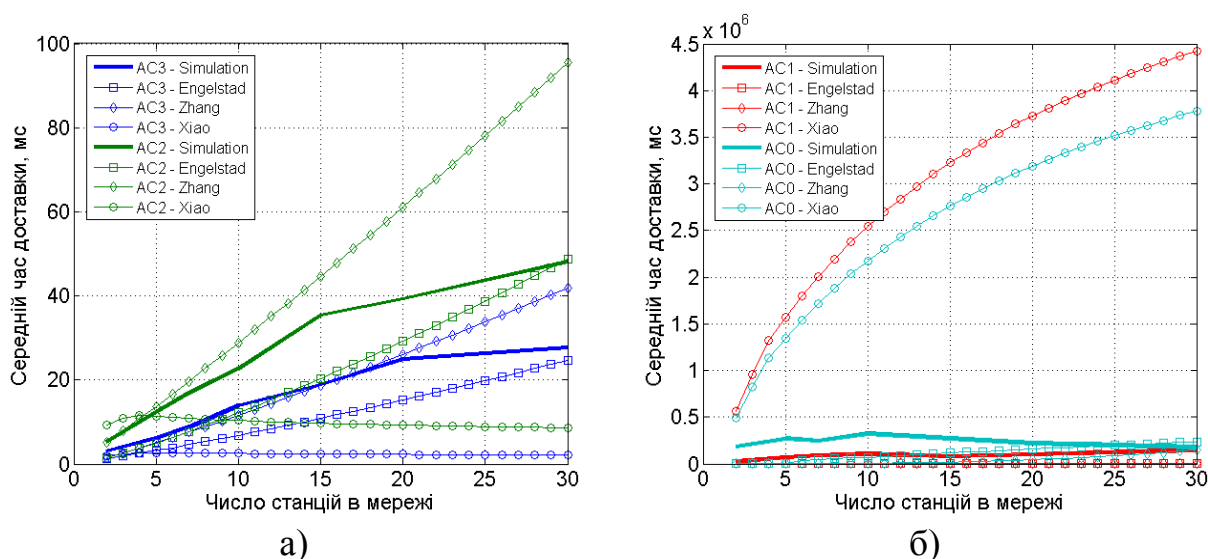 100
80
60
40
20
0
Середній час доставки, мс
AC3 - Simulation
AC3 - Engelstad
AC3 - Zhang
AC3 - Xiao
AC2 - Simulation
AC2 - Engelstad
AC2 - Zhang
AC2 - Xiao
0 5 10 15 20 25 30
Число станцій в мережі
а)
x 10^6
4.5
4
3.5
3
2.5
2
1.5
1
0.5
0
Середній час доставки, мс
AC1 - Simulation
AC1 - Engelstad
AC1 - Zhang
AC1 - Xiao
AC0 - Simulation
AC0 - Engelstad
AC0 - Zhang
AC0 - Xiao
0 5 10 15 20 25 30
Число станцій в мережі
б)